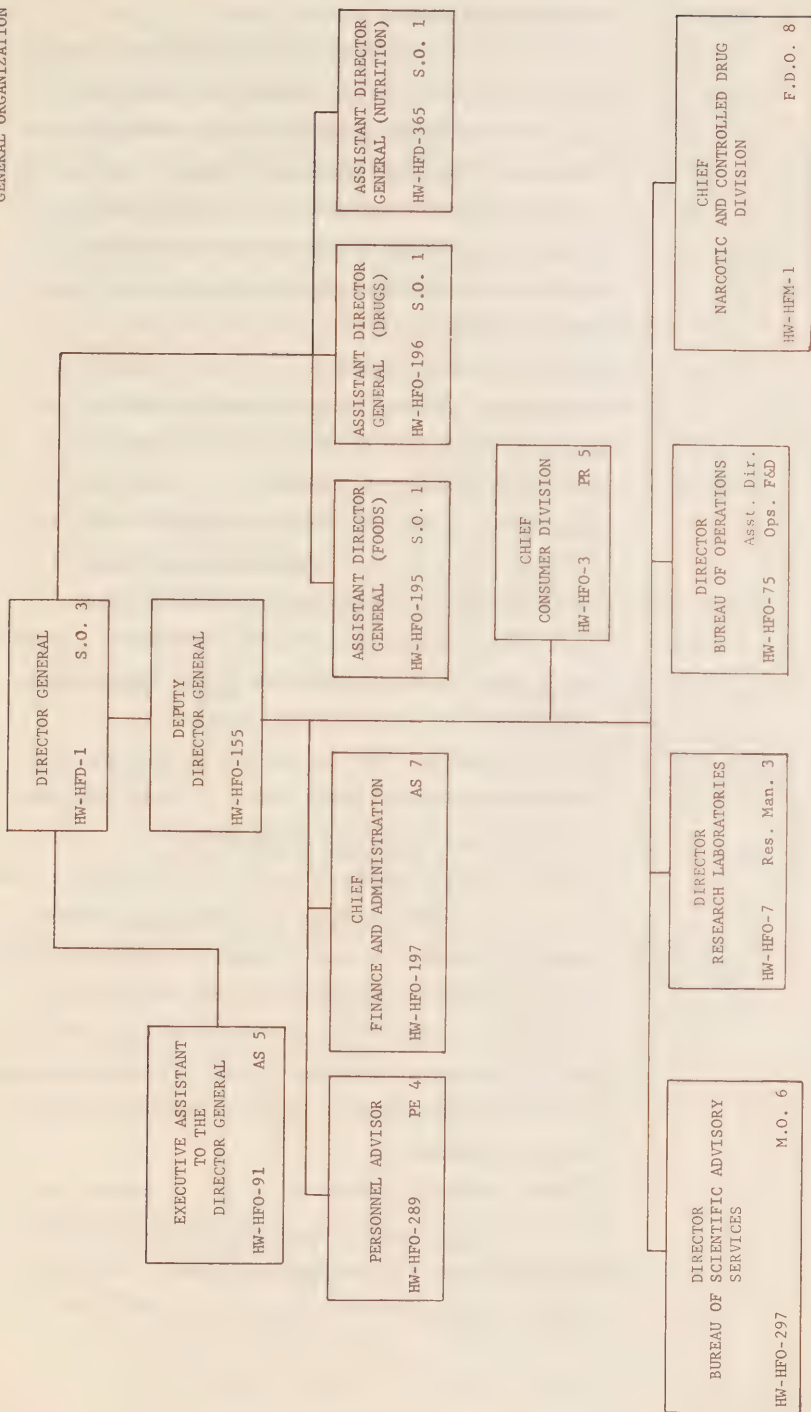 GENERAL ORGANIZATION
DIRECTOR GENERAL
HW-HFD-1 S.O. 3
EXECUTIVE ASSISTANT
TO THE
DIRECTOR GENERAL
HW-HFO-91 AS 5
DEPUTY
DIRECTOR GENERAL
HW-HFO-155
ASSISTANT DIRECTOR
GENERAL (FOODS)
HW-HFO-195 S.O. 1
ASSISTANT DIRECTOR
GENERAL (DRUGS)
HW-HFO-196 S.O. 1
ASSISTANT DIRECTOR
GENERAL (NUTRITION)
HW-HFD-365 S.O. 1
PERSONNEL ADVISOR
HW-HFO-289 PE 4
CHIEF
FINANCE AND ADMINISTRATION
HW-HFO-197 AS 7
CHIEF
CONSUMER DIVISION
HW-HFO-3 PR 5
DIRECTOR
BUREAU OF SCIENTIFIC ADVISORY
SERVICES
HW-HFO-297 M.O. 6
DIRECTOR
RESEARCH LABORATORIES
HW-HFO-7 Res. Man. 3
DIRECTOR
BUREAU OF OPERATIONS
Asst. Dir.
HW-HFO-75 Ops. F&D
CHIEF
NARCOTIC AND CONTROLLED DRUG
DIVISION
HW-HFM-1 F.D.O. 8